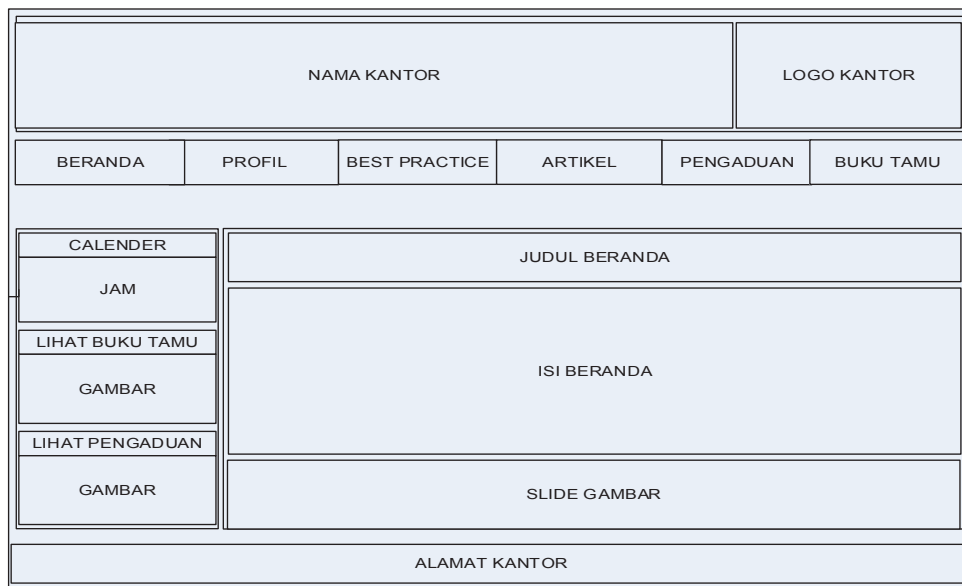 NAMA KANTOR
LOGO KANTOR
BERANDA
PROFIL
BEST PRACTICE
ARTIKEL
PENGADUAN
BUKU TAMU
CALENDER
JAM
LIHAT BUKU TAMU
GAMBAR
LIHAT PENGADUAN
GAMBAR
JUDUL BERANDA
ISI BERANDA
SLIDE GAMBAR
ALAMAT KANTOR